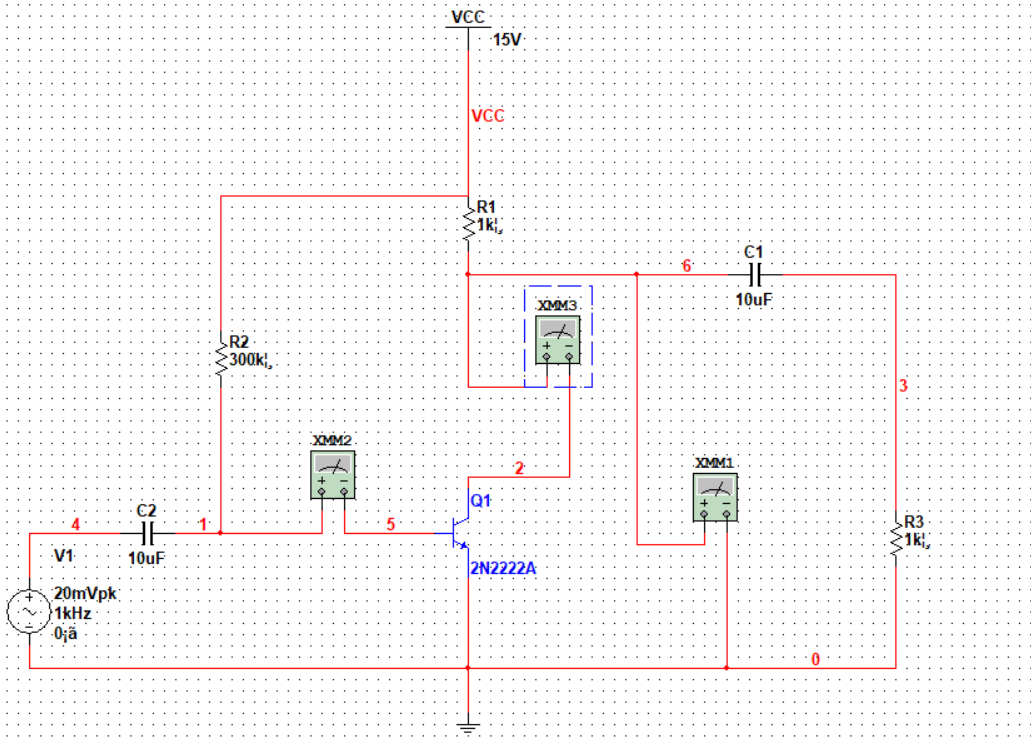 VCC
15V
VCC
R1
1k¦¸
6
C1
10uF
XMM3
+ −
R2
300k¦¸
3
XMM2
+ −
2
XMM1
+ −
Q1
4
C2
1
5
R3
1k¦¸
V1
10uF
2N2222A
20mVpk
1kHz
0¡ã
+
−
0